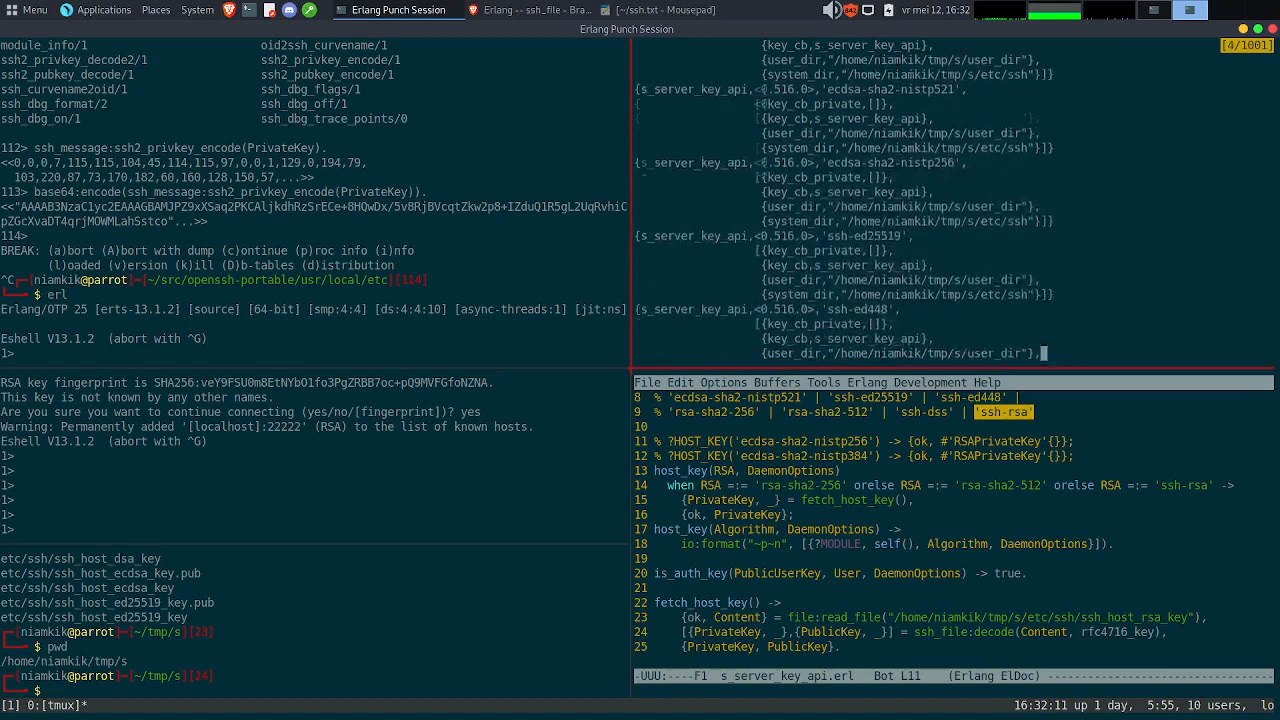 Menu Applications Places System Erlang Punch Session Erlang -- ssh_file - Bra... [~/ssh.txt - Mousepad] vr mei 12, 16:32
Erlang Punch Session
module_info/1 oid2ssh_curvename/1
ssh2_privkey_decode2/1 ssh2_privkey_encode/1
ssh2_pubkey_decode/1 ssh2_pubkey_encode/1
ssh_curvename2oid/1 ssh_dbg_flags/1
ssh_dbg_format/2 ssh_dbg_off/1
ssh_dbg_on/1 ssh_dbg_trace_points/0
112> ssh_message:ssh2_privkey_encode(PrivateKey).
<<0,0,0,7,115,115,104,45,114,115,97,0,0,1,129,0,194,79,
103,220,87,73,170,182,60,160,128,150,57,...>>
113> base64:encode(ssh_message:ssh2_privkey_encode(PrivateKey)).
<<"AAAAB3NzaC1yc2EAAAGBAMJPZ9xXSaq2PKCAljkdhRzSrECe+8HQwDx/5v8RjBVcqtZkw2p8+IZduQ1R5gL2UqRvhiC
pZGcXvaDT4qrjMOWLahSstco"...>>
114>
BREAK: (a)bort (A)bort with dump (c)ontinue (p)roc info (i)nfo
(l)oaded (v)ersion (k)ill (D)b-tables (d)istribution
^C┌─[niamkik@parrot]─[~/src/openssh-portable/usr/local/etc][114]
└──╼ $ erl
Erlang/OTP 25 [erts-13.1.2] [source] [64-bit] [smp:4:4] [ds:4:4:10] [async-threads:1] [jit:ns]
Eshell V13.1.2 (abort with ^G)
1>
RSA key fingerprint is SHA256:veY9FSU0m8EtNYbO1fo3PgZRBB7oc+pQ9MVFGfoNZNA.
This key is not known by any other names.
Are you sure you want to continue connecting (yes/no/[fingerprint])? yes
Warning: Permanently added '[localhost]:22222' (RSA) to the list of known hosts.
Eshell V13.1.2 (abort with ^G)
1>
1>
1>
1>
1>
1>
etc/ssh/ssh_host_dsa_key
etc/ssh/ssh_host_ecdsa_key.pub
etc/ssh/ssh_host_ecdsa_key
etc/ssh/ssh_host_ed25519_key.pub
etc/ssh/ssh_host_ed25519_key
┌─[niamkik@parrot]─[~/tmp/s][23]
└──╼ $ pwd
/home/niamkik/tmp/s
┌─[niamkik@parrot]─[~/tmp/s][24]
└──╼ $
{key_cb,s_server_key_api}, [4/1001]
{user_dir,"/home/niamkik/tmp/s/user_dir"},
{system_dir,"/home/niamkik/tmp/s/etc/ssh"}]}
{s_server_key_api,<0.516.0>,'ecdsa-sha2-nistp521',
[{key_cb_private,[]},
{key_cb,s_server_key_api},
{user_dir,"/home/niamkik/tmp/s/user_dir"},
{system_dir,"/home/niamkik/tmp/s/etc/ssh"}]}
{s_server_key_api,<0.516.0>,'ecdsa-sha2-nistp256',
[{key_cb_private,[]},
{key_cb,s_server_key_api},
{user_dir,"/home/niamkik/tmp/s/user_dir"},
{system_dir,"/home/niamkik/tmp/s/etc/ssh"}]}
{s_server_key_api,<0.516.0>,'ssh-ed25519',
[{key_cb_private,[]},
{key_cb,s_server_key_api},
{user_dir,"/home/niamkik/tmp/s/user_dir"},
{system_dir,"/home/niamkik/tmp/s/etc/ssh"}]}
{s_server_key_api,<0.516.0>,'ssh-ed448',
[{key_cb_private,[]},
{key_cb,s_server_key_api},
{user_dir,"/home/niamkik/tmp/s/user_dir"},
File Edit Options Buffers Tools Erlang Development Help
8 % 'ecdsa-sha2-nistp521' | 'ssh-ed25519' | 'ssh-ed448' |
9 % 'rsa-sha2-256' | 'rsa-sha2-512' | 'ssh-dss' | 'ssh-rsa'
10
11 % ?HOST_KEY('ecdsa-sha2-nistp256') -> {ok, #'RSAPrivateKey'{}};
12 % ?HOST_KEY('ecdsa-sha2-nistp384') -> {ok, #'RSAPrivateKey'{}};
13 host_key(RSA, DaemonOptions)
14 when RSA =:= 'rsa-sha2-256' orelse RSA =:= 'rsa-sha2-512' orelse RSA =:= 'ssh-rsa' ->
15 {PrivateKey, _} = fetch_host_key(),
16 {ok, PrivateKey};
17 host_key(Algorithm, DaemonOptions) ->
18 io:format("~p~n", [{?MODULE, self(), Algorithm, DaemonOptions}]).
19
20 is_auth_key(PublicUserKey, User, DaemonOptions) -> true.
21
22 fetch_host_key() ->
23 {ok, Content} = file:read_file("/home/niamkik/tmp/s/etc/ssh/ssh_host_rsa_key"),
24 [{PrivateKey, _},{PublicKey, _}] = ssh_file:decode(Content, rfc4716_key),
25 {PrivateKey, PublicKey}.
-UUU:----F1 s_server_key_api.erl Bot L11 (Erlang ElDoc) ----------------------------------
[1] 0:[tmux]* 16:32:11 up 1 day, 5:55, 10 users, lo